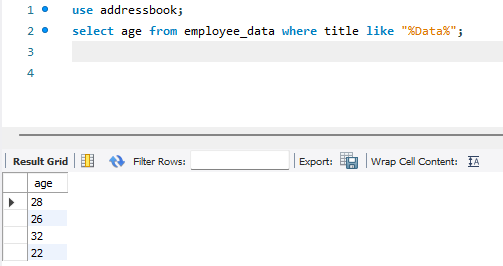 1 use addressbook;
2 select age from employee_data where title like "%Data%";
3
4
Result Grid Filter Rows: Export: Wrap Cell Content: IA
age
28
26
32
22